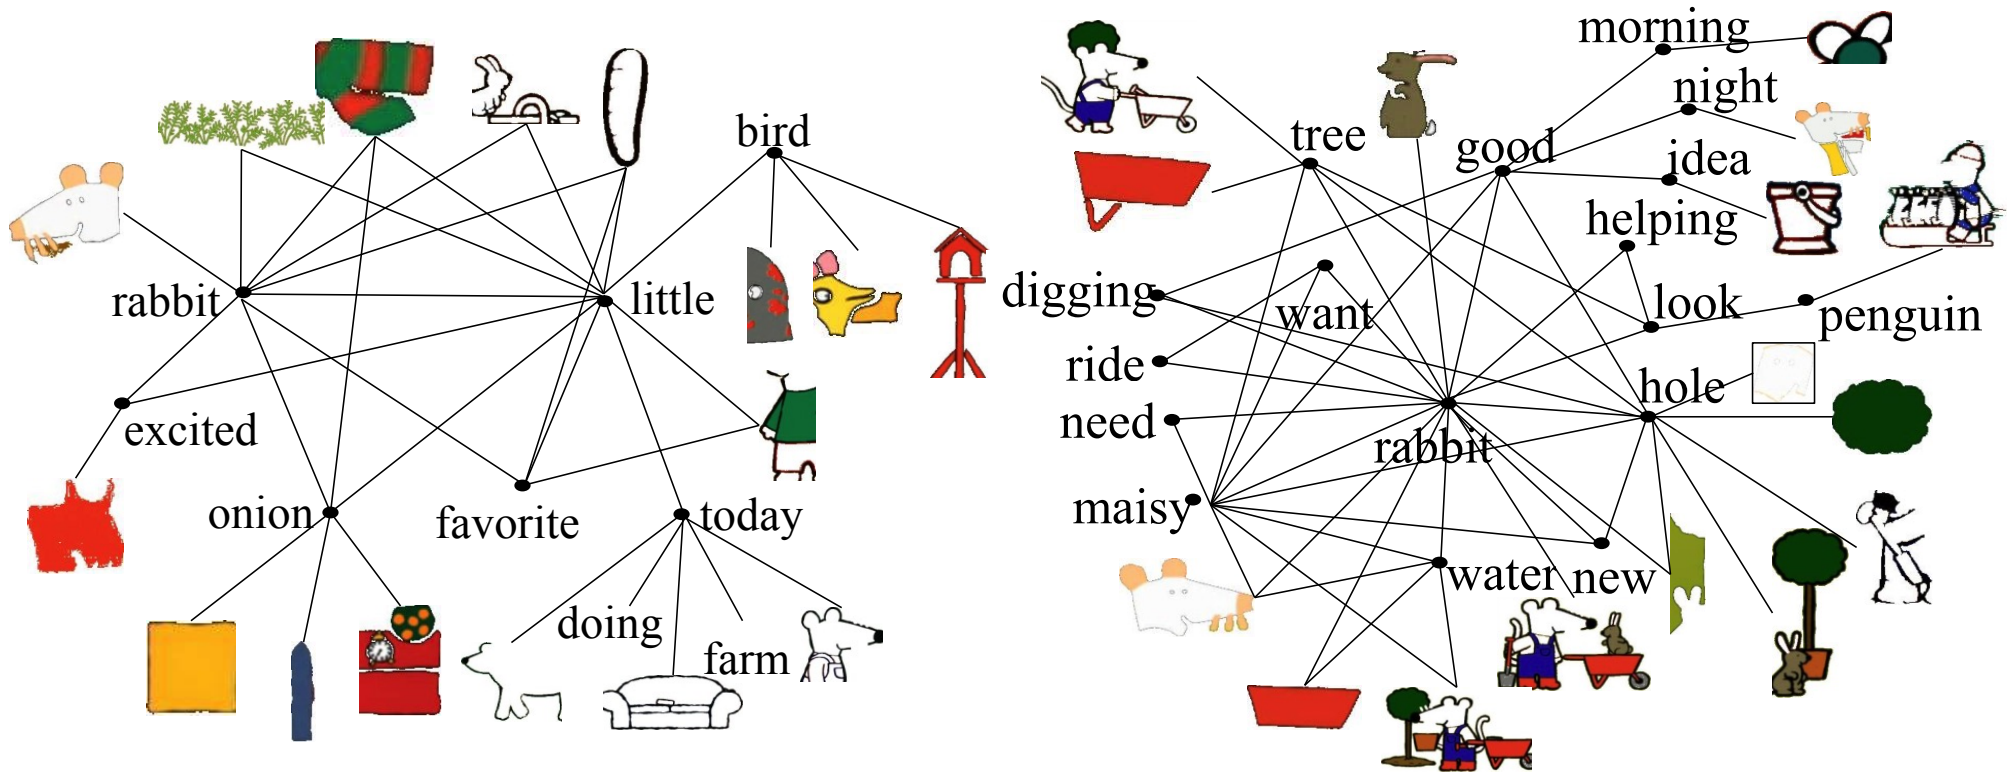 bird
rabbit
little
excited
onion
favorite
today
doing
farm
morning
night
tree
good
idea
helping
digging
want
look
penguin
ride
hole
need
rabbit
maisy
water
new